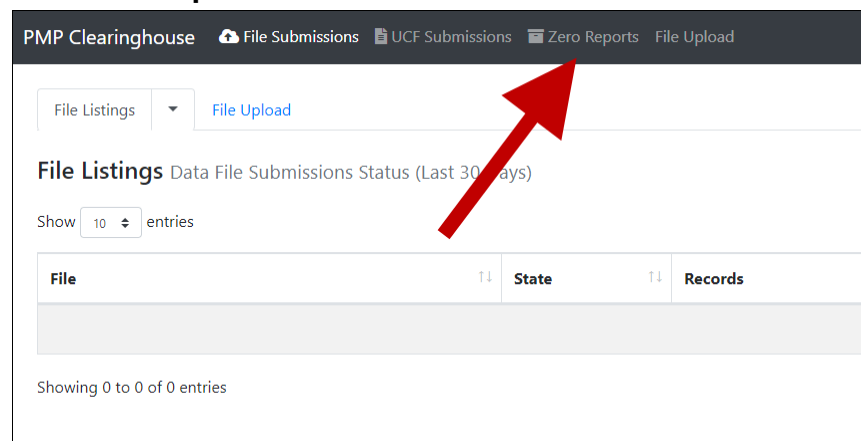 PMP Clearinghouse File Submissions UCF Submissions Zero Reports File Upload
File Listings File Upload
File Listings Data File Submissions Status (Last 30 Days)
Show 10 entries
File State Records
Showing 0 to 0 of 0 entries